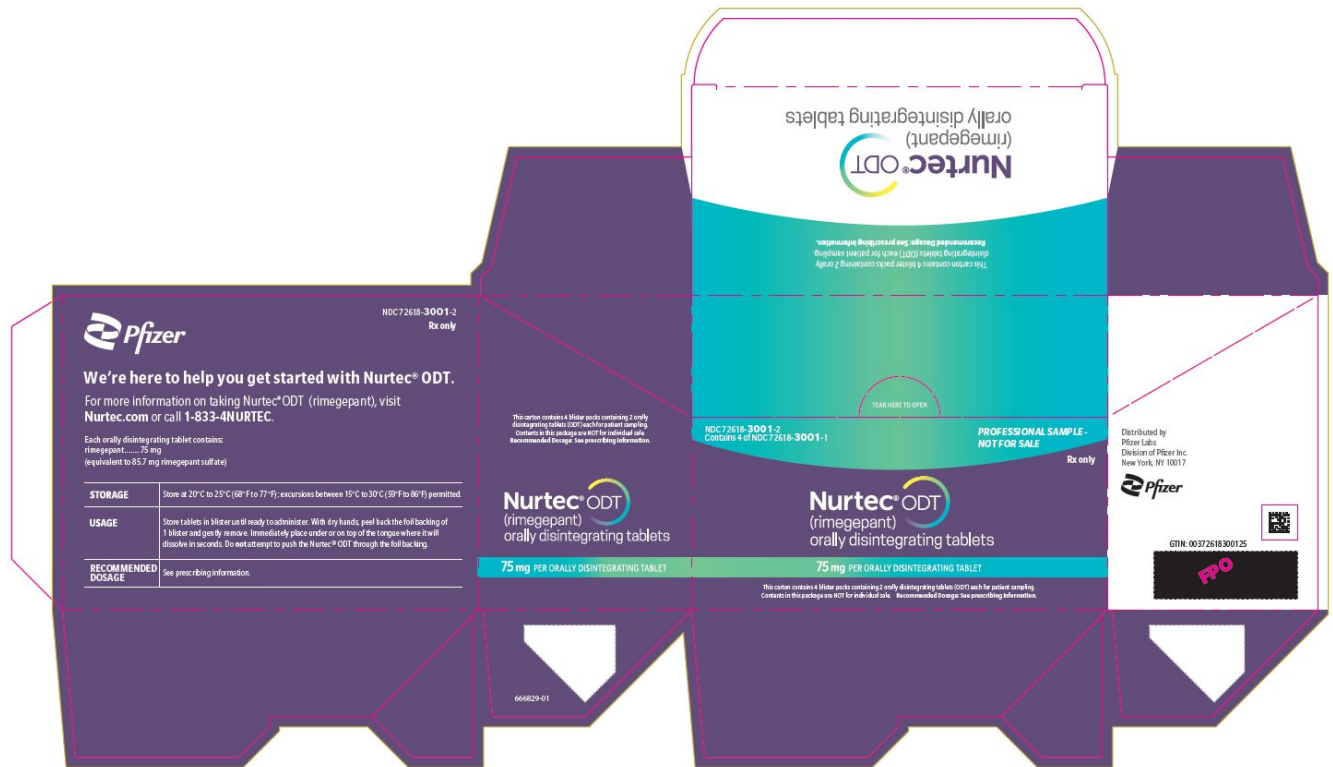 Nurtec® ODT
(rimegepant)
orally disintegrating tablets
This carton contains 4 blister packs containing 2 orally
disintegrating tablets (ODT) each for patient sampling.
Recommended Dosage: See prescribing information.
TEAR HERE TO OPEN
Pfizer
NDC72618-3001-2
Rx only
We're here to help you get started with Nurtec® ODT.
For more information on taking Nurtec® ODT (rimegepant), visit
Nurtec.com or call 1-833-4NURTEC.
Each orally disintegrating tablet contains:
rimegepant........75 mg
(equivalent to 85.7 mg rimegepant sulfate)
STORAGE
Store at 20°C to 25°C (68°F to 77°F); excursions between 15°C to 30°C (59°F to 86°F) permitted.
USAGE
Store tablets in blister until ready to administer. With dry hands, peel back the foil backing of
1 blister and gently remove. Immediately place under or on top of the tongue where it will
dissolve in seconds. Do not attempt to push the Nurtec® ODT through the foil backing.
RECOMMENDED
DOSAGE
See prescribing information.
This carton contains 4 blister packs containing 2 orally
disintegrating tablets (ODT) each for patient sampling.
Contents in this package are NOT for individual sale.
Recommended Dosage: See prescribing information.
Nurtec® ODT
(rimegepant)
orally disintegrating tablets
75 mg PER ORALLY DISINTEGRATING TABLET
666829-01
NDC72618-3001-2
Contains 4 of NDC72618-3001-1
PROFESSIONAL SAMPLE -
NOT FOR SALE
Rx only
Nurtec® ODT
(rimegepant)
orally disintegrating tablets
75 mg PER ORALLY DISINTEGRATING TABLET
This carton contains 4 blister packs containing 2 orally disintegrating tablets (ODT) each for patient sampling.
Contents in this package are NOT for individual sale. Recommended Dosage: See prescribing information.
Distributed by
Pfizer Labs
Division of Pfizer Inc.
New York, NY 10017
Pfizer
GTIN: 00372618300125
FPO